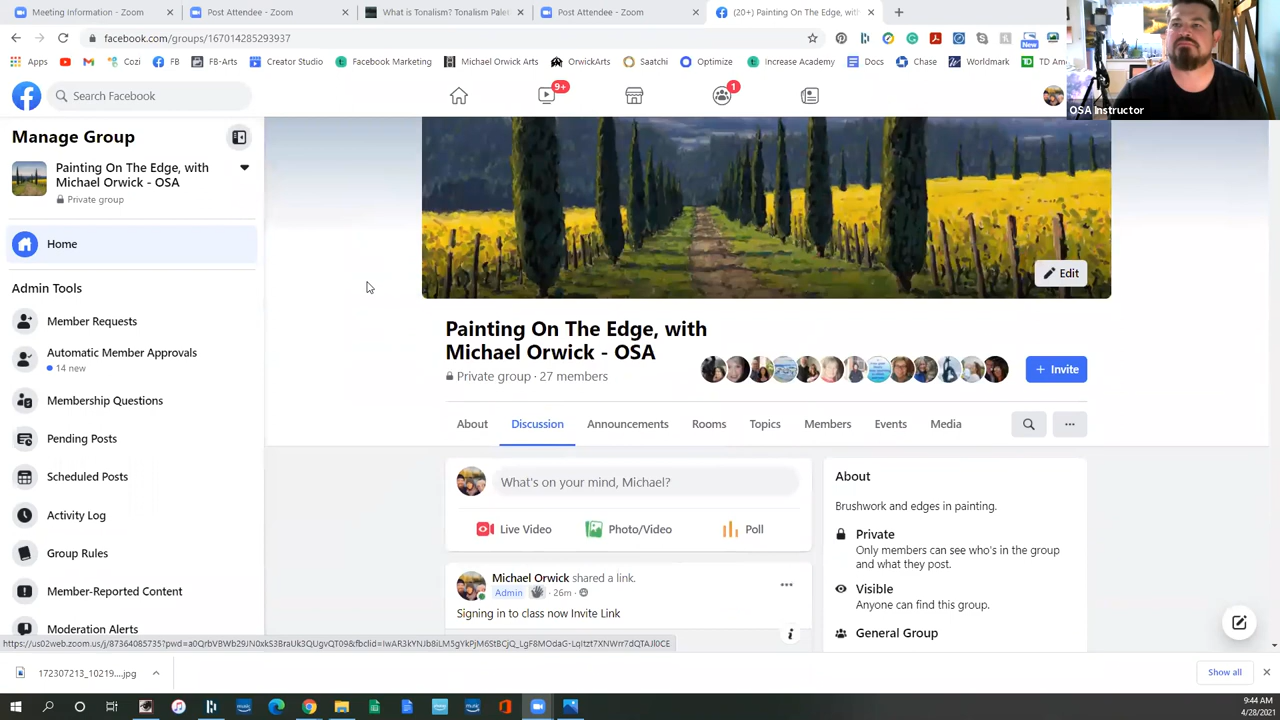 Meeting Information - Zoom
Post Attendee - Zoom
What is Tonalism? Tonalism Palet
Post Attendee - Zoom
(20+) Painting On The Edge, with
facebook.com/groups/167014285293937
New
Apps
YouTube
Gmail
Maps
Cozi
FB
FB-Arts
Creator Studio
Facebook Marketing
Michael Orwick Arts
OrwickArts
Saatchi
Optimize
Increase Academy
Docs
Chase
Worldmark
TD Am
OSA Instructor
Search Facebook
9+
1
Manage Group
Painting On The Edge, with
Michael Orwick - OSA
Private group
Home
Admin Tools
Member Requests
Automatic Member Approvals
14 new
Membership Questions
Pending Posts
Scheduled Posts
Activity Log
Group Rules
Member-Reported Content
Moderation Alerts
Edit
Painting On The Edge, with
Michael Orwick - OSA
Private group · 27 members
+ Invite
About
Discussion
Announcements
Rooms
Topics
Members
Events
Media
What's on your mind, Michael?
Live Video
Photo/Video
Poll
Michael Orwick shared a link.
Admin · 26m ·
Signing in to class now Invite Link
About
Brushwork and edges in painting.
Private
Only members can see who's in the group
and what they post.
Visible
Anyone can find this group.
General Group
172307213_10219....jpg
Show all
9:44 AM
4/28/2021